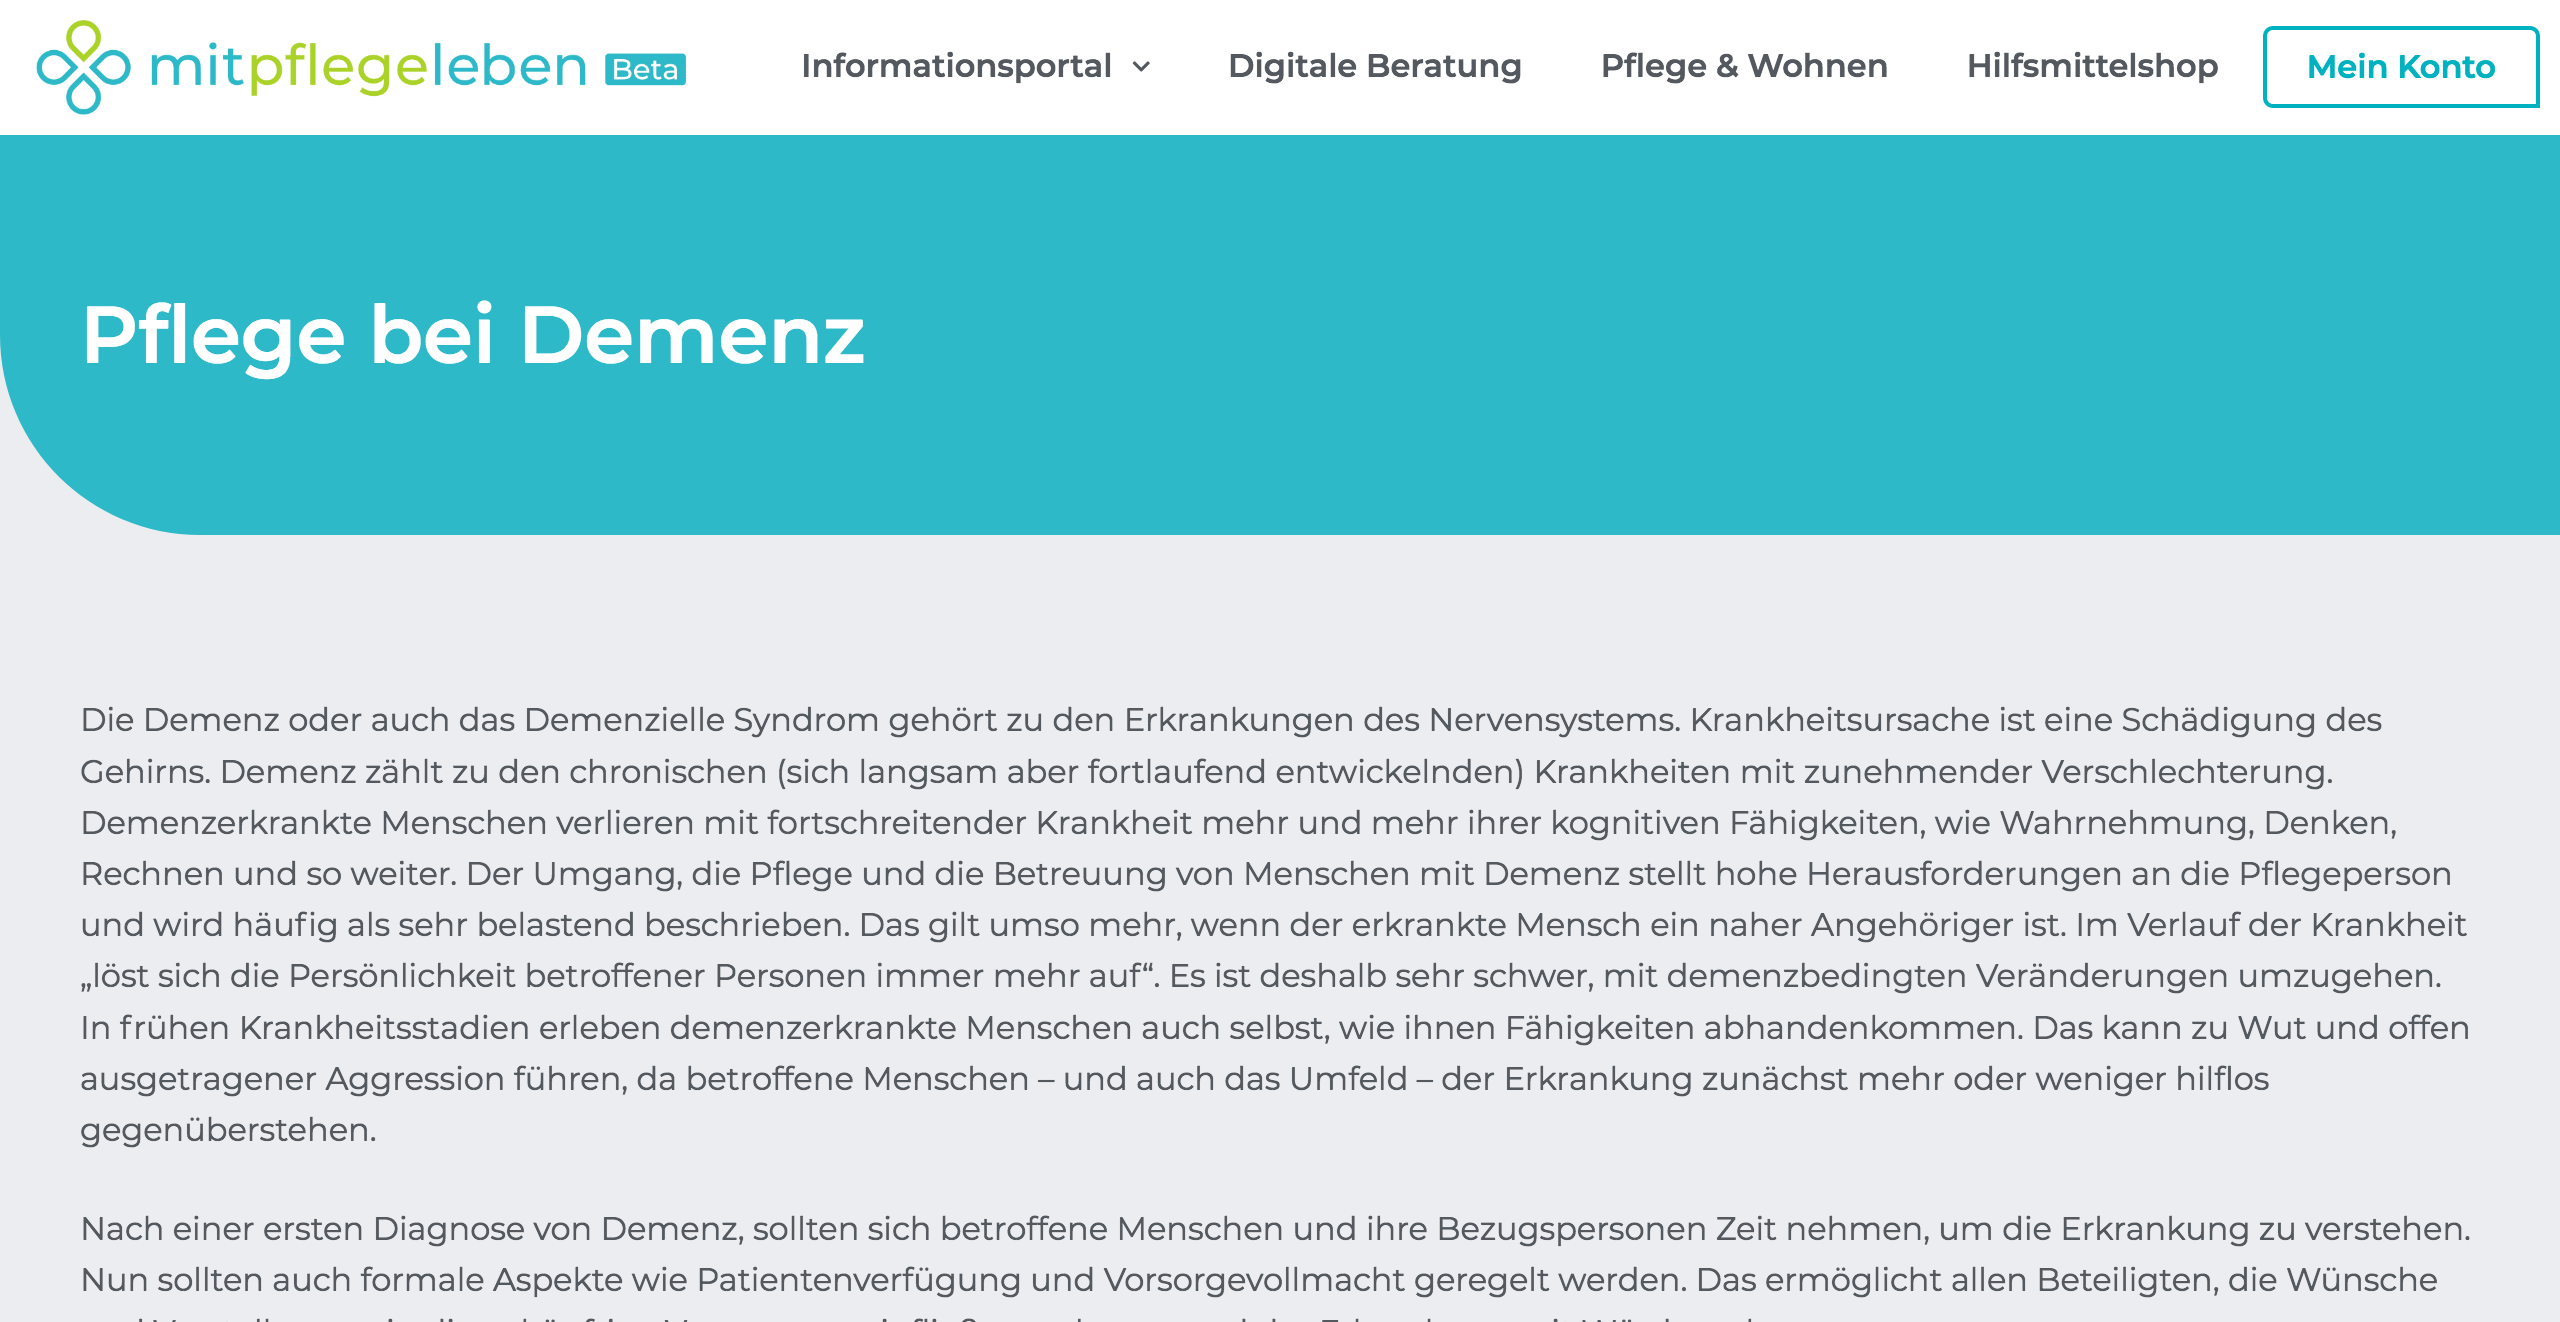 mitpflegeleben Beta
Informationsportal
Digitale Beratung
Pflege & Wohnen
Hilfsmittelshop
Mein Konto
Pflege bei Demenz
Die Demenz oder auch das Demenzielle Syndrom gehört zu den Erkrankungen des Nervensystems. Krankheitsursache ist eine Schädigung des
Gehirns. Demenz zählt zu den chronischen (sich langsam aber fortlaufend entwickelnden) Krankheiten mit zunehmender Verschlechterung.
Demenzerkrankte Menschen verlieren mit fortschreitender Krankheit mehr und mehr ihrer kognitiven Fähigkeiten, wie Wahrnehmung, Denken,
Rechnen und so weiter. Der Umgang, die Pflege und die Betreuung von Menschen mit Demenz stellt hohe Herausforderungen an die Pflegeperson
und wird häufig als sehr belastend beschrieben. Das gilt umso mehr, wenn der erkrankte Mensch ein naher Angehöriger ist. Im Verlauf der Krankheit
„löst sich die Persönlichkeit betroffener Personen immer mehr auf“. Es ist deshalb sehr schwer, mit demenzbedingten Veränderungen umzugehen.
In frühen Krankheitsstadien erleben demenzerkrankte Menschen auch selbst, wie ihnen Fähigkeiten abhandenkommen. Das kann zu Wut und offen
ausgetragener Aggression führen, da betroffene Menschen – und auch das Umfeld – der Erkrankung zunächst mehr oder weniger hilflos
gegenüberstehen.
Nach einer ersten Diagnose von Demenz, sollten sich betroffene Menschen und ihre Bezugspersonen Zeit nehmen, um die Erkrankung zu verstehen.
Nun sollten auch formale Aspekte wie Patientenverfügung und Vorsorgevollmacht geregelt werden. Das ermöglicht allen Beteiligten, die Wünsche